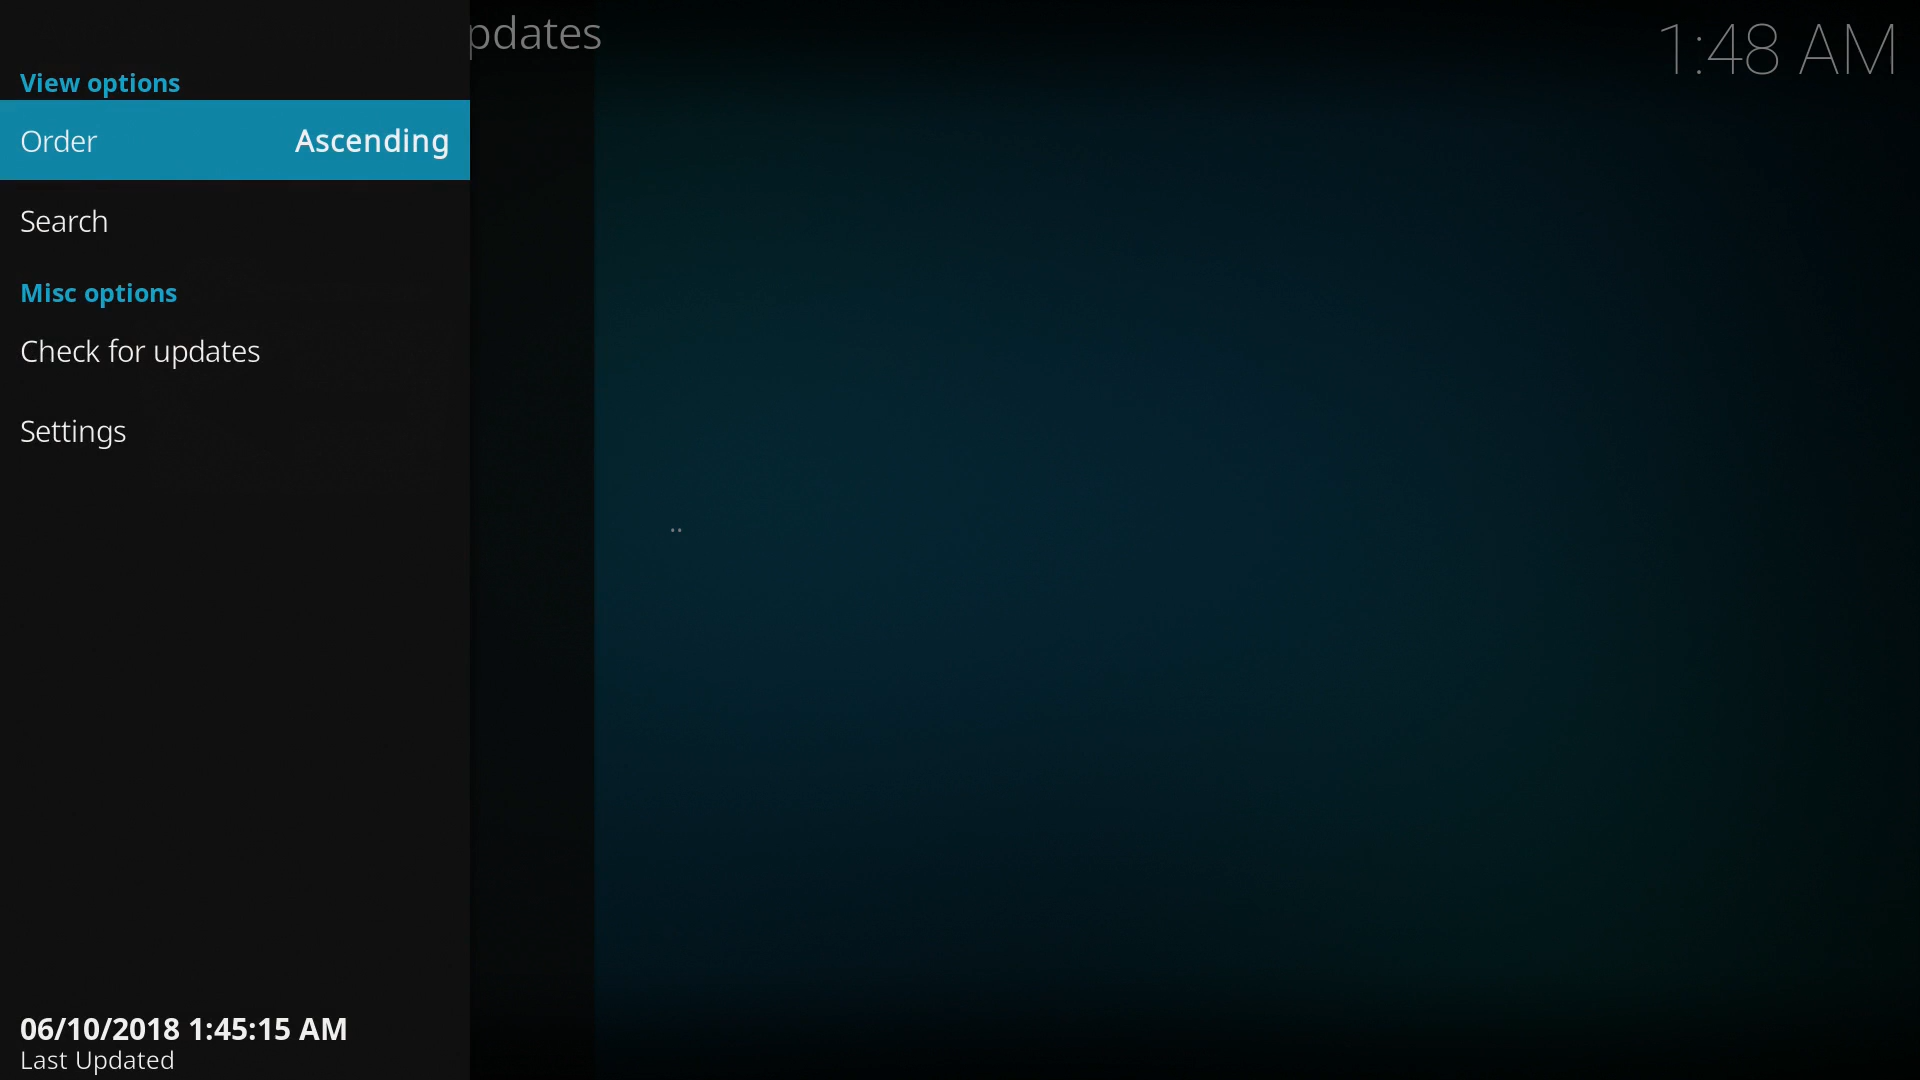 pdates
1:48 AM
View options
Order Ascending
Search
Misc options
Check for updates
Settings
..
06/10/2018 1:45:15 AM
Last Updated